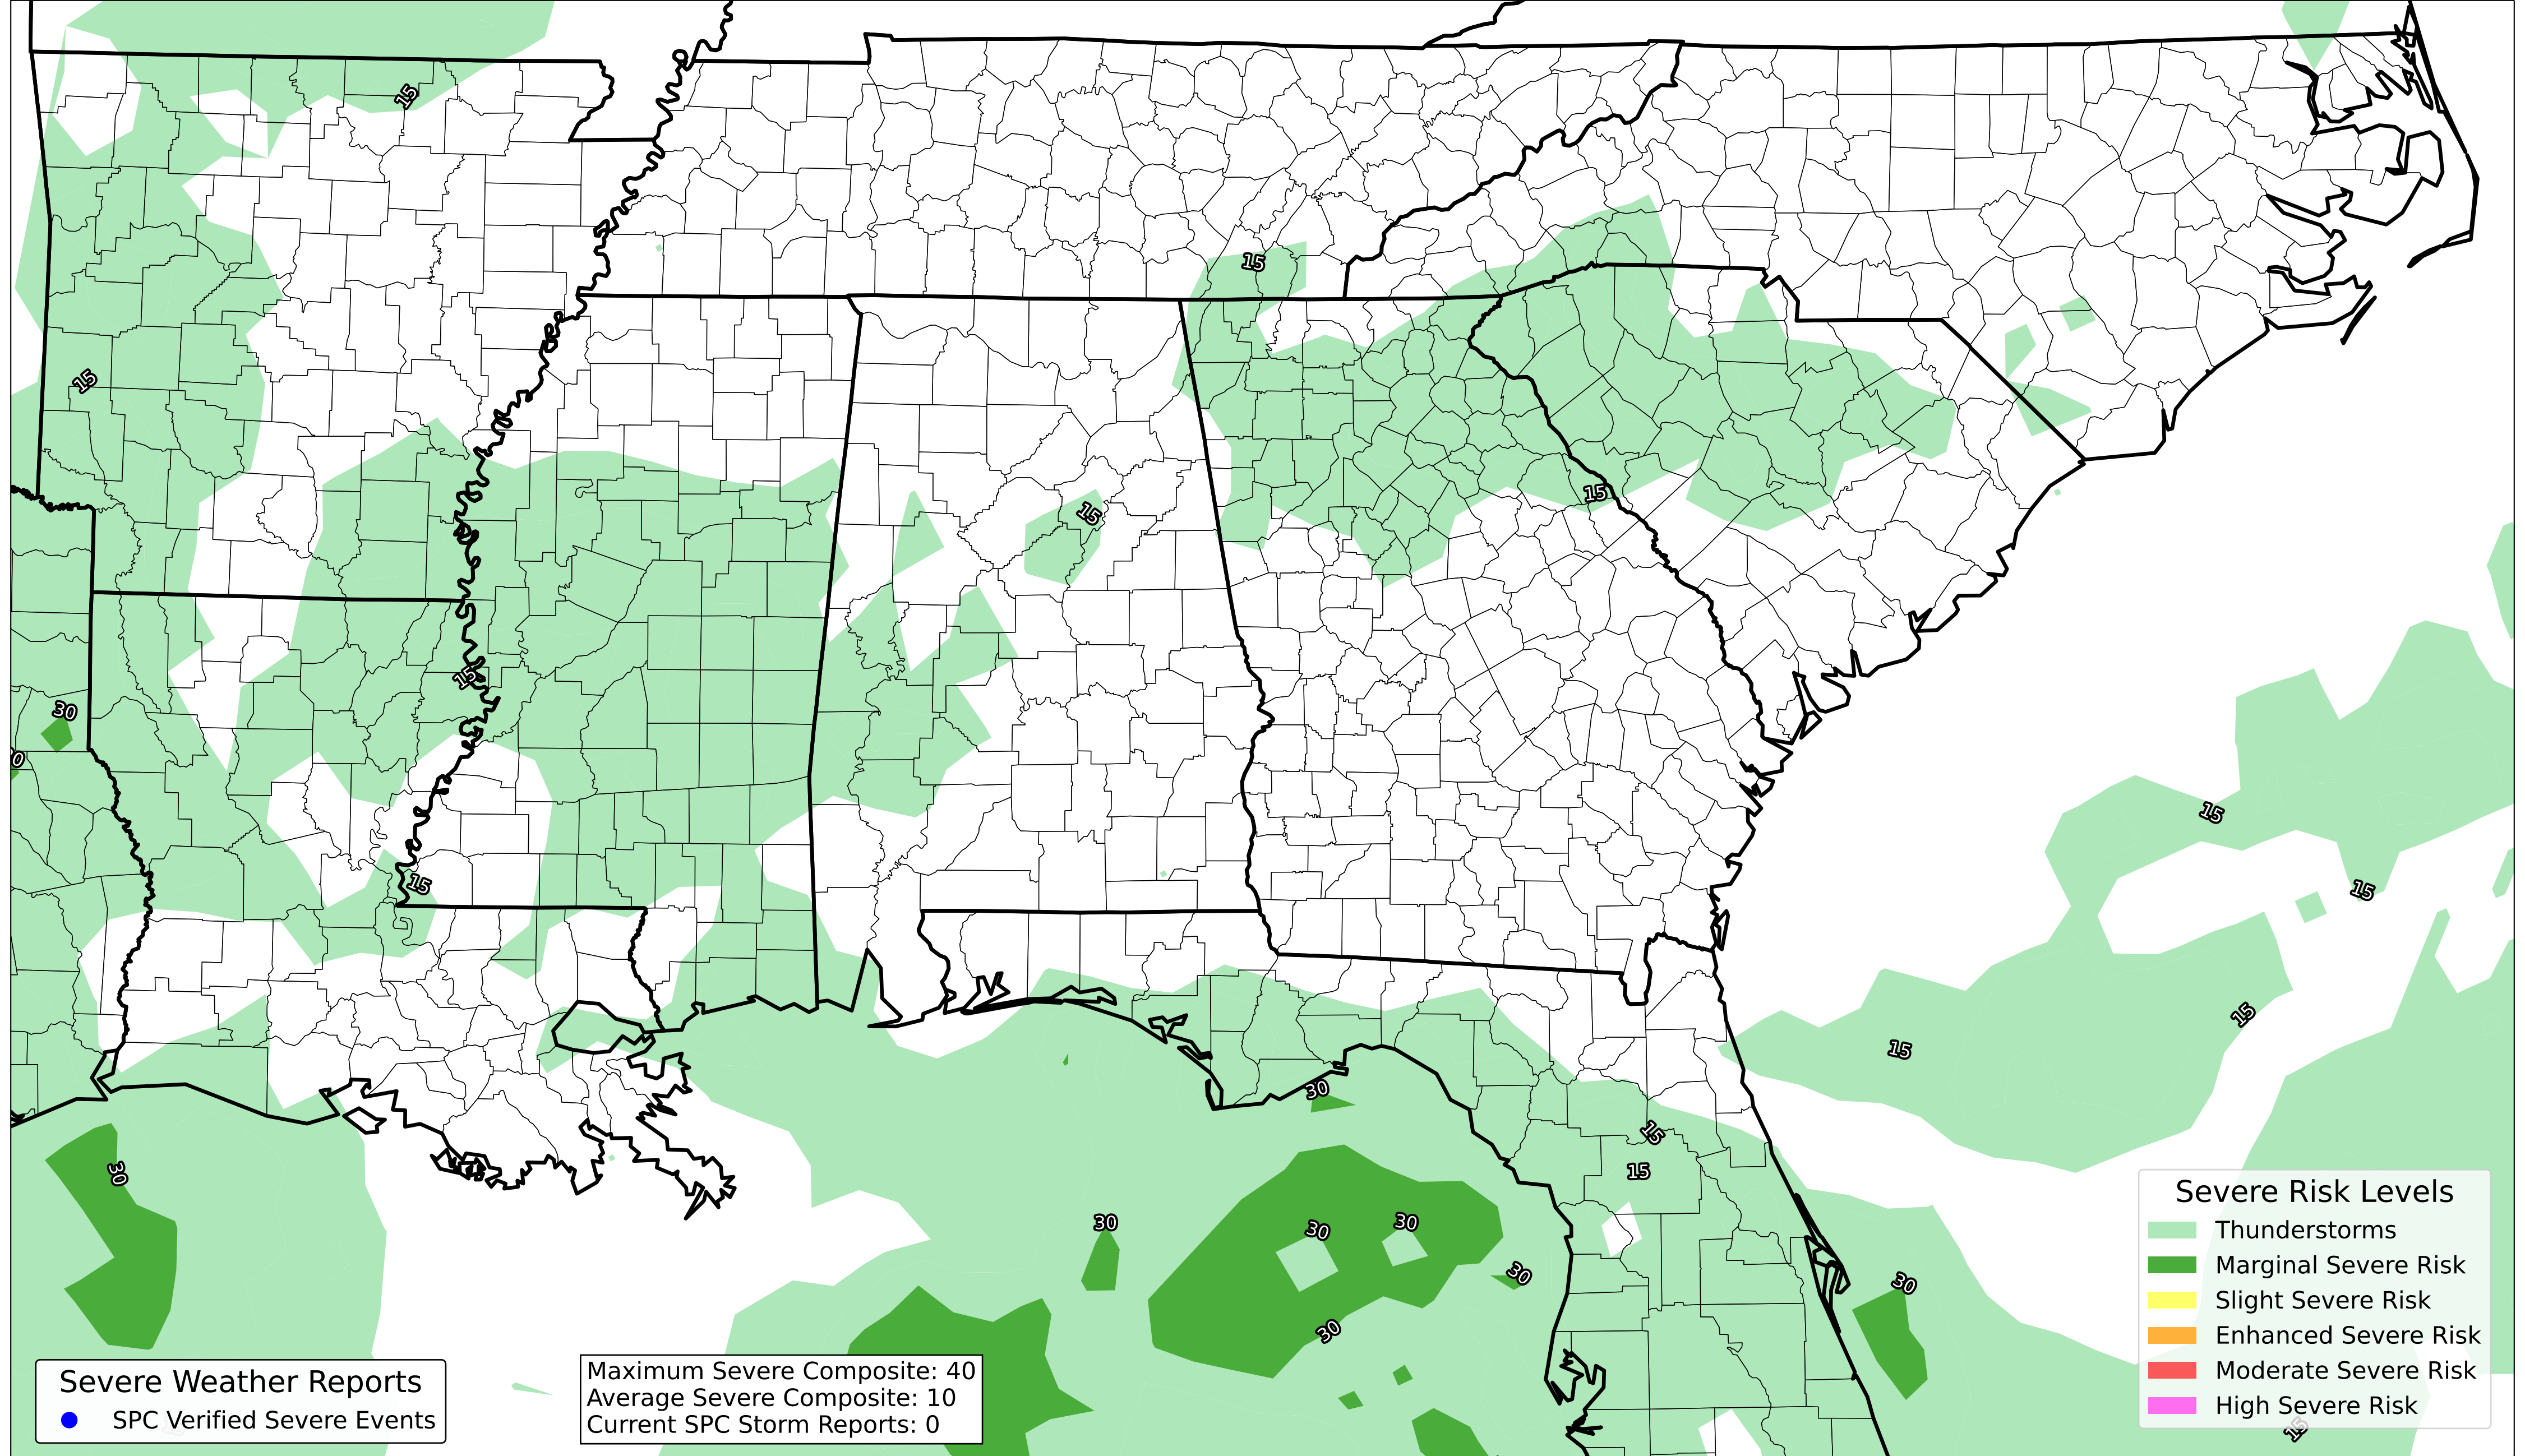 15
15
15
15
15
15
30
0
15
15
15
15
15
30
30
15
15
30
30
30
30
30
30
15
Severe Risk Levels
Thunderstorms
Marginal Severe Risk
Slight Severe Risk
Enhanced Severe Risk
Moderate Severe Risk
High Severe Risk
Severe Weather Reports
SPC Verified Severe Events
Maximum Severe Composite: 40
Average Severe Composite: 10
Current SPC Storm Reports: 0